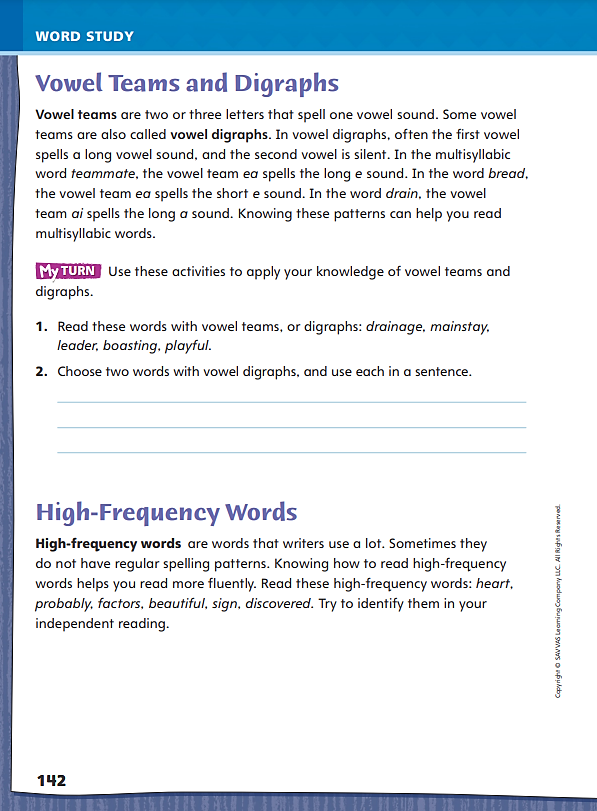 WORD STUDY
Vowel Teams and Digraphs
Vowel teams are two or three letters that spell one vowel sound. Some vowel
teams are also called vowel digraphs. In vowel digraphs, often the first vowel
spells a long vowel sound, and the second vowel is silent. In the multisyllabic
word teammate, the vowel team ea spells the long e sound. In the word bread,
the vowel team ea spells the short e sound. In the word drain, the vowel
team ai spells the long a sound. Knowing these patterns can help you read
multisyllabic words.
My TURN Use these activities to apply your knowledge of vowel teams and
digraphs.
1. Read these words with vowel teams, or digraphs: drainage, mainstay,
leader, boasting, playful.
2. Choose two words with vowel digraphs, and use each in a sentence.
High-Frequency Words
High-frequency words are words that writers use a lot. Sometimes they
do not have regular spelling patterns. Knowing how to read high-frequency
words helps you read more fluently. Read these high-frequency words: heart,
probably, factors, beautiful, sign, discovered. Try to identify them in your
independent reading.
Copyright © SAVVAS Learning Company LLC. All Rights Reserved.
142